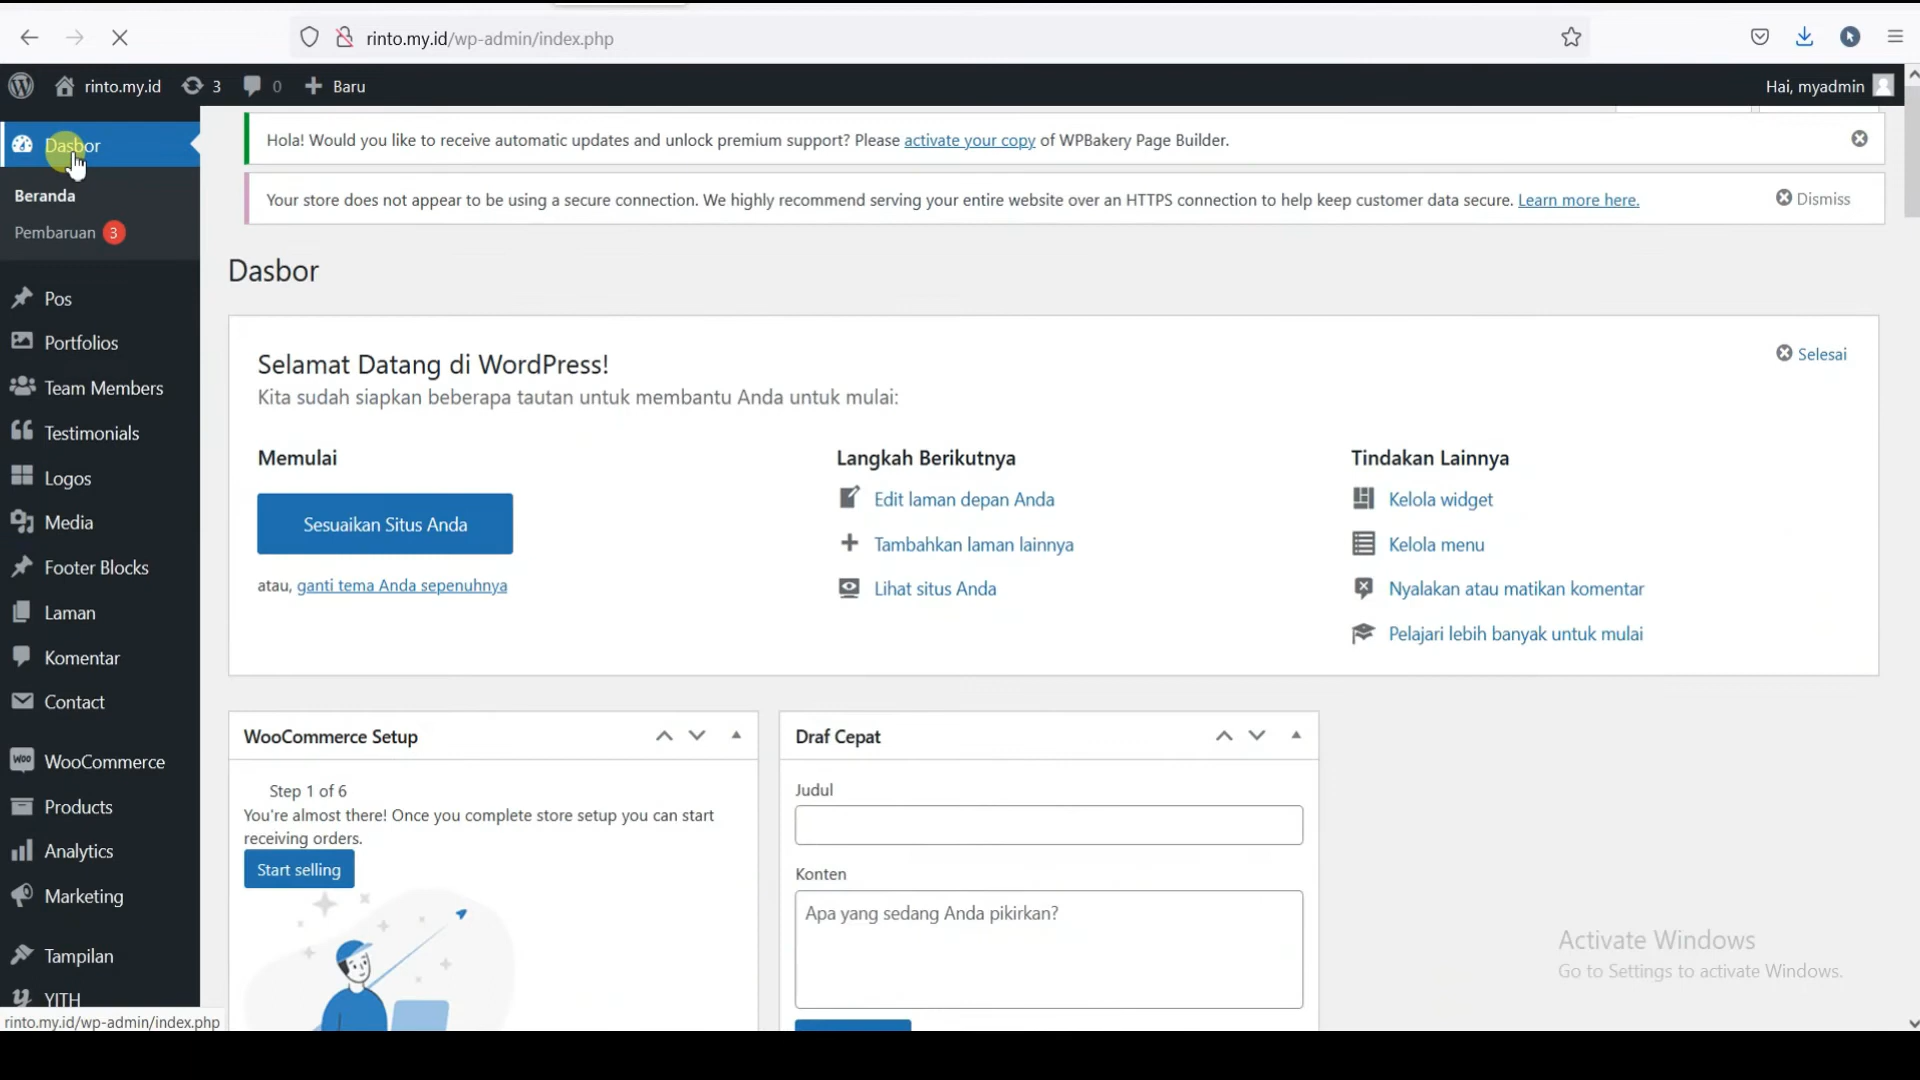 rinto.my.id/wp-admin/index.php
rinto.my.id 3 0 Baru Hai, myadmin
Hola! Would you like to receive automatic updates and unlock premium support? Please activate your copy of WPBakery Page Builder.
Your store does not appear to be using a secure connection. We highly recommend serving your entire website over an HTTPS connection to help keep customer data secure. Learn more here. Dismiss
Dasbor
Beranda
Pembaruan 3
Pos
Portfolios
Team Members
Testimonials
Logos
Media
Footer Blocks
Laman
Komentar
Contact
WooCommerce
Products
Analytics
Marketing
Tampilan
YITH
Dasbor
Selamat Datang di WordPress!
Selesai
Kita sudah siapkan beberapa tautan untuk membantu Anda untuk mulai:
Memulai
Sesuaikan Situs Anda
atau, ganti tema Anda sepenuhnya
Langkah Berikutnya
Edit laman depan Anda
Tambahkan laman lainnya
Lihat situs Anda
Tindakan Lainnya
Kelola widget
Kelola menu
Nyalakan atau matikan komentar
Pelajari lebih banyak untuk mulai
WooCommerce Setup
Step 1 of 6
You're almost there! Once you complete store setup you can start
receiving orders.
Start selling
Draf Cepat
Judul
Konten
Apa yang sedang Anda pikirkan?
Activate Windows
Go to Settings to activate Windows.
rinto.my.id/wp-admin/index.php